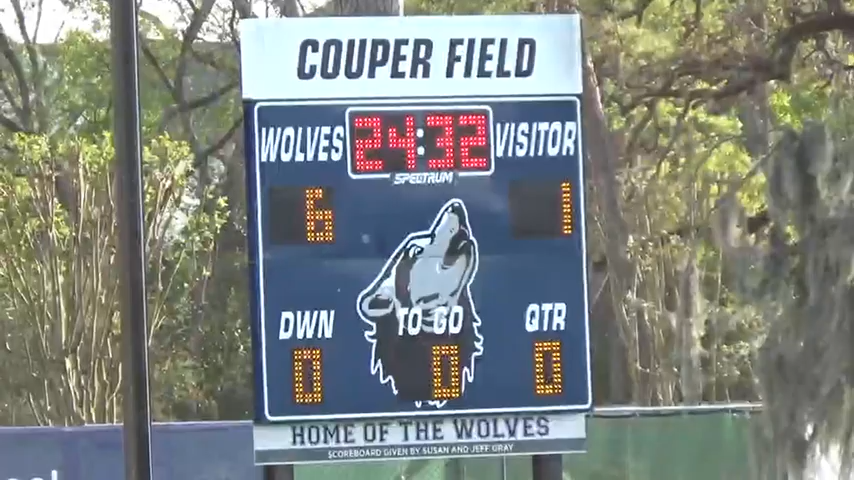 COUPER FIELD
WOLVES 24:32 VISITOR
SPECTRUM
6 1
DWN TO GO QTR
0 0 0
HOME OF THE WOLVES
SCOREBOARD GIVEN BY SUSAN AND JEFF GRAY
ool